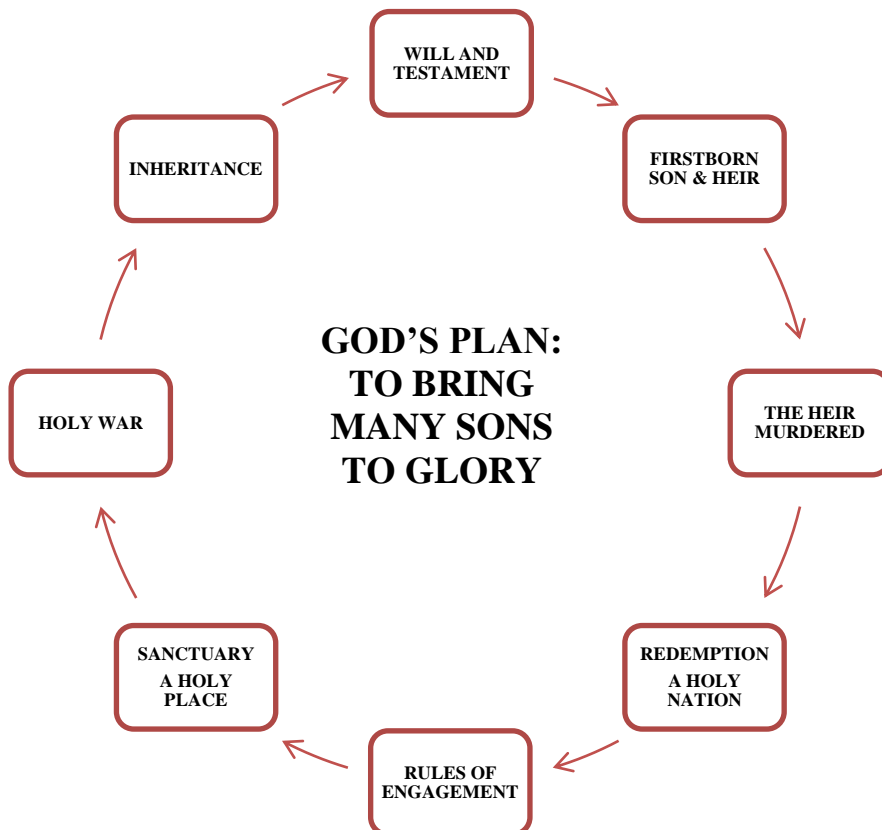 WILL AND
TESTAMENT
FIRSTBORN
SON & HEIR
THE HEIR
MURDERED
REDEMPTION
A HOLY
NATION
RULES OF
ENGAGEMENT
SANCTUARY
A HOLY
PLACE
HOLY WAR
INHERITANCE
GOD’S PLAN:
TO BRING
MANY SONS
TO GLORY